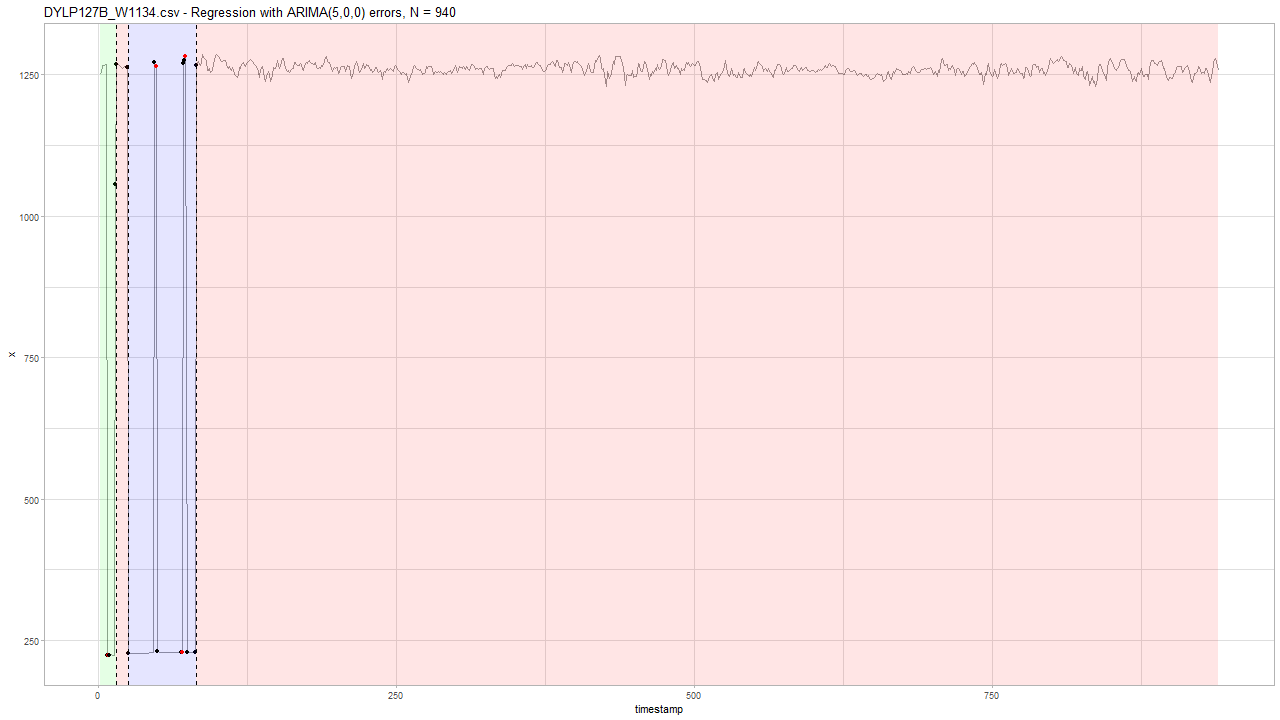 DYLP127B_W1134.csv - Regression with ARIMA(5,0,0) errors, N = 940
1250
1000
x
750
500
250
0 250 500 750
timestamp